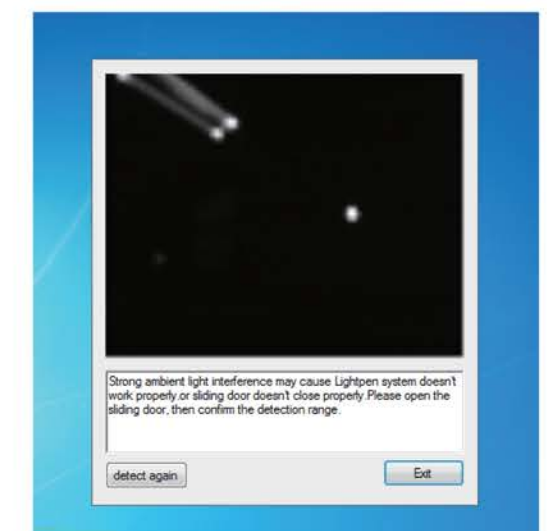 Strong ambient light interference may cause Lightpen system doesn't
work properly,or sliding door doesn't close properly.Please open the
sliding door, then confirm the detection range.
detect again
Exit